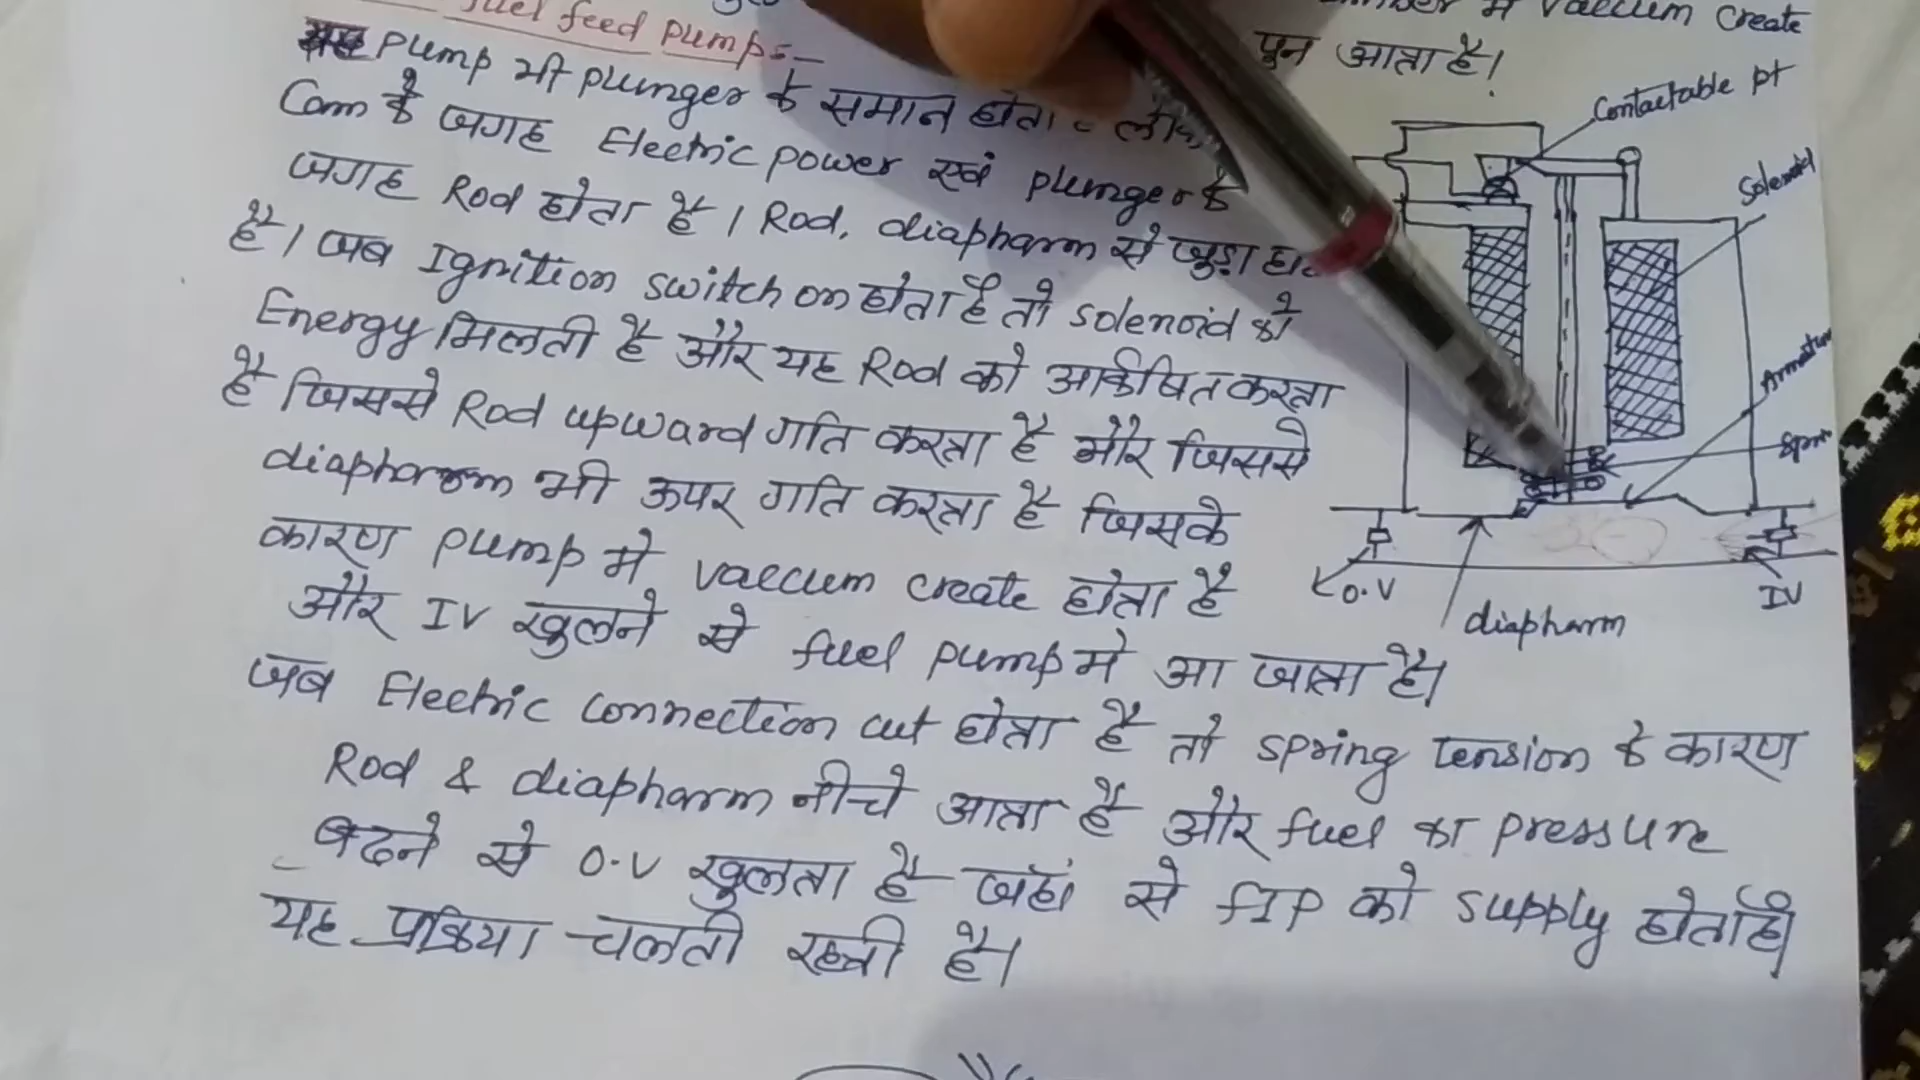 fuel feed pumps:-
vaccum create
पुन आता है।
pump भी plunger के समान होता
Cam के जगह Electric power एवं plunger के
जगह Rod होता है। Rod, diapharm से जुड़ा
है। जब Ignition switch on होता है तो solenoid को
Energy मिलती है और यह Rod को आर्कषित करता
है जिससे Rod upward गति करता है और जिससे
diapharm भी ऊपर गति करता है जिसके
कारण pump मे vaccum create होता है
और IV खुलने से fuel pump मे आ जाता है।
जब Electric connection cut होता है तो spring tension के कारण
Rod & diapharm नीचे आता है और fuel का pressure
बढने से O.V खुलता है जहां से fIp को supply होता है।
यह प्रक्रिया चलती रहती है।
Contactable pt
Solenoid
O.V
IV
diapharm